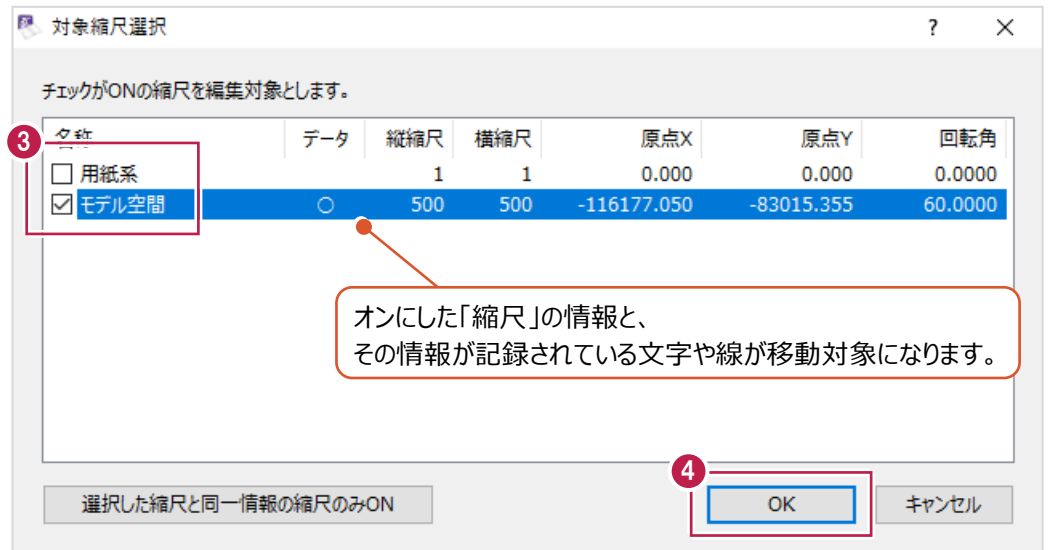 対象縮尺選択 ? ×
チェックがONの縮尺を編集対象とします。
3
名称 データ 縦縮尺 横縮尺 原点X 原点Y 回転角
用紙系 1 1 0.000 0.000 0.0000
モデル空間 ○ 500 500 -116177.050 -83015.355 60.0000
オンにした「縮尺」の情報と、
その情報が記録されている文字や線が移動対象になります。
4
選択した縮尺と同一情報の縮尺のみON OK キャンセル